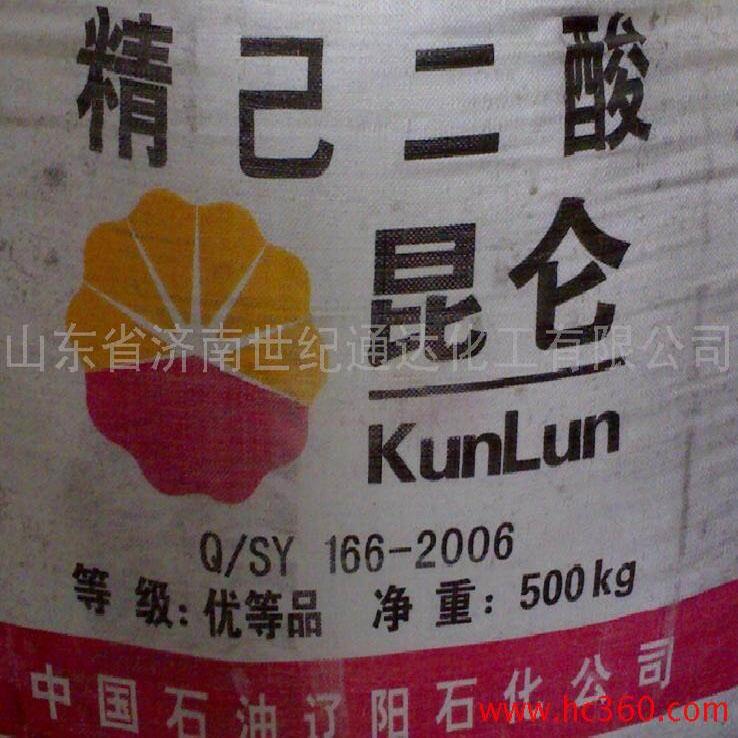 精己二酸
昆仑
山东省济南世纪通达化工有限公司
KunLun
Q/SY 166-2006
等级:优等品 净重:500kg
中国石油辽阳石化公司
www.hc360.com